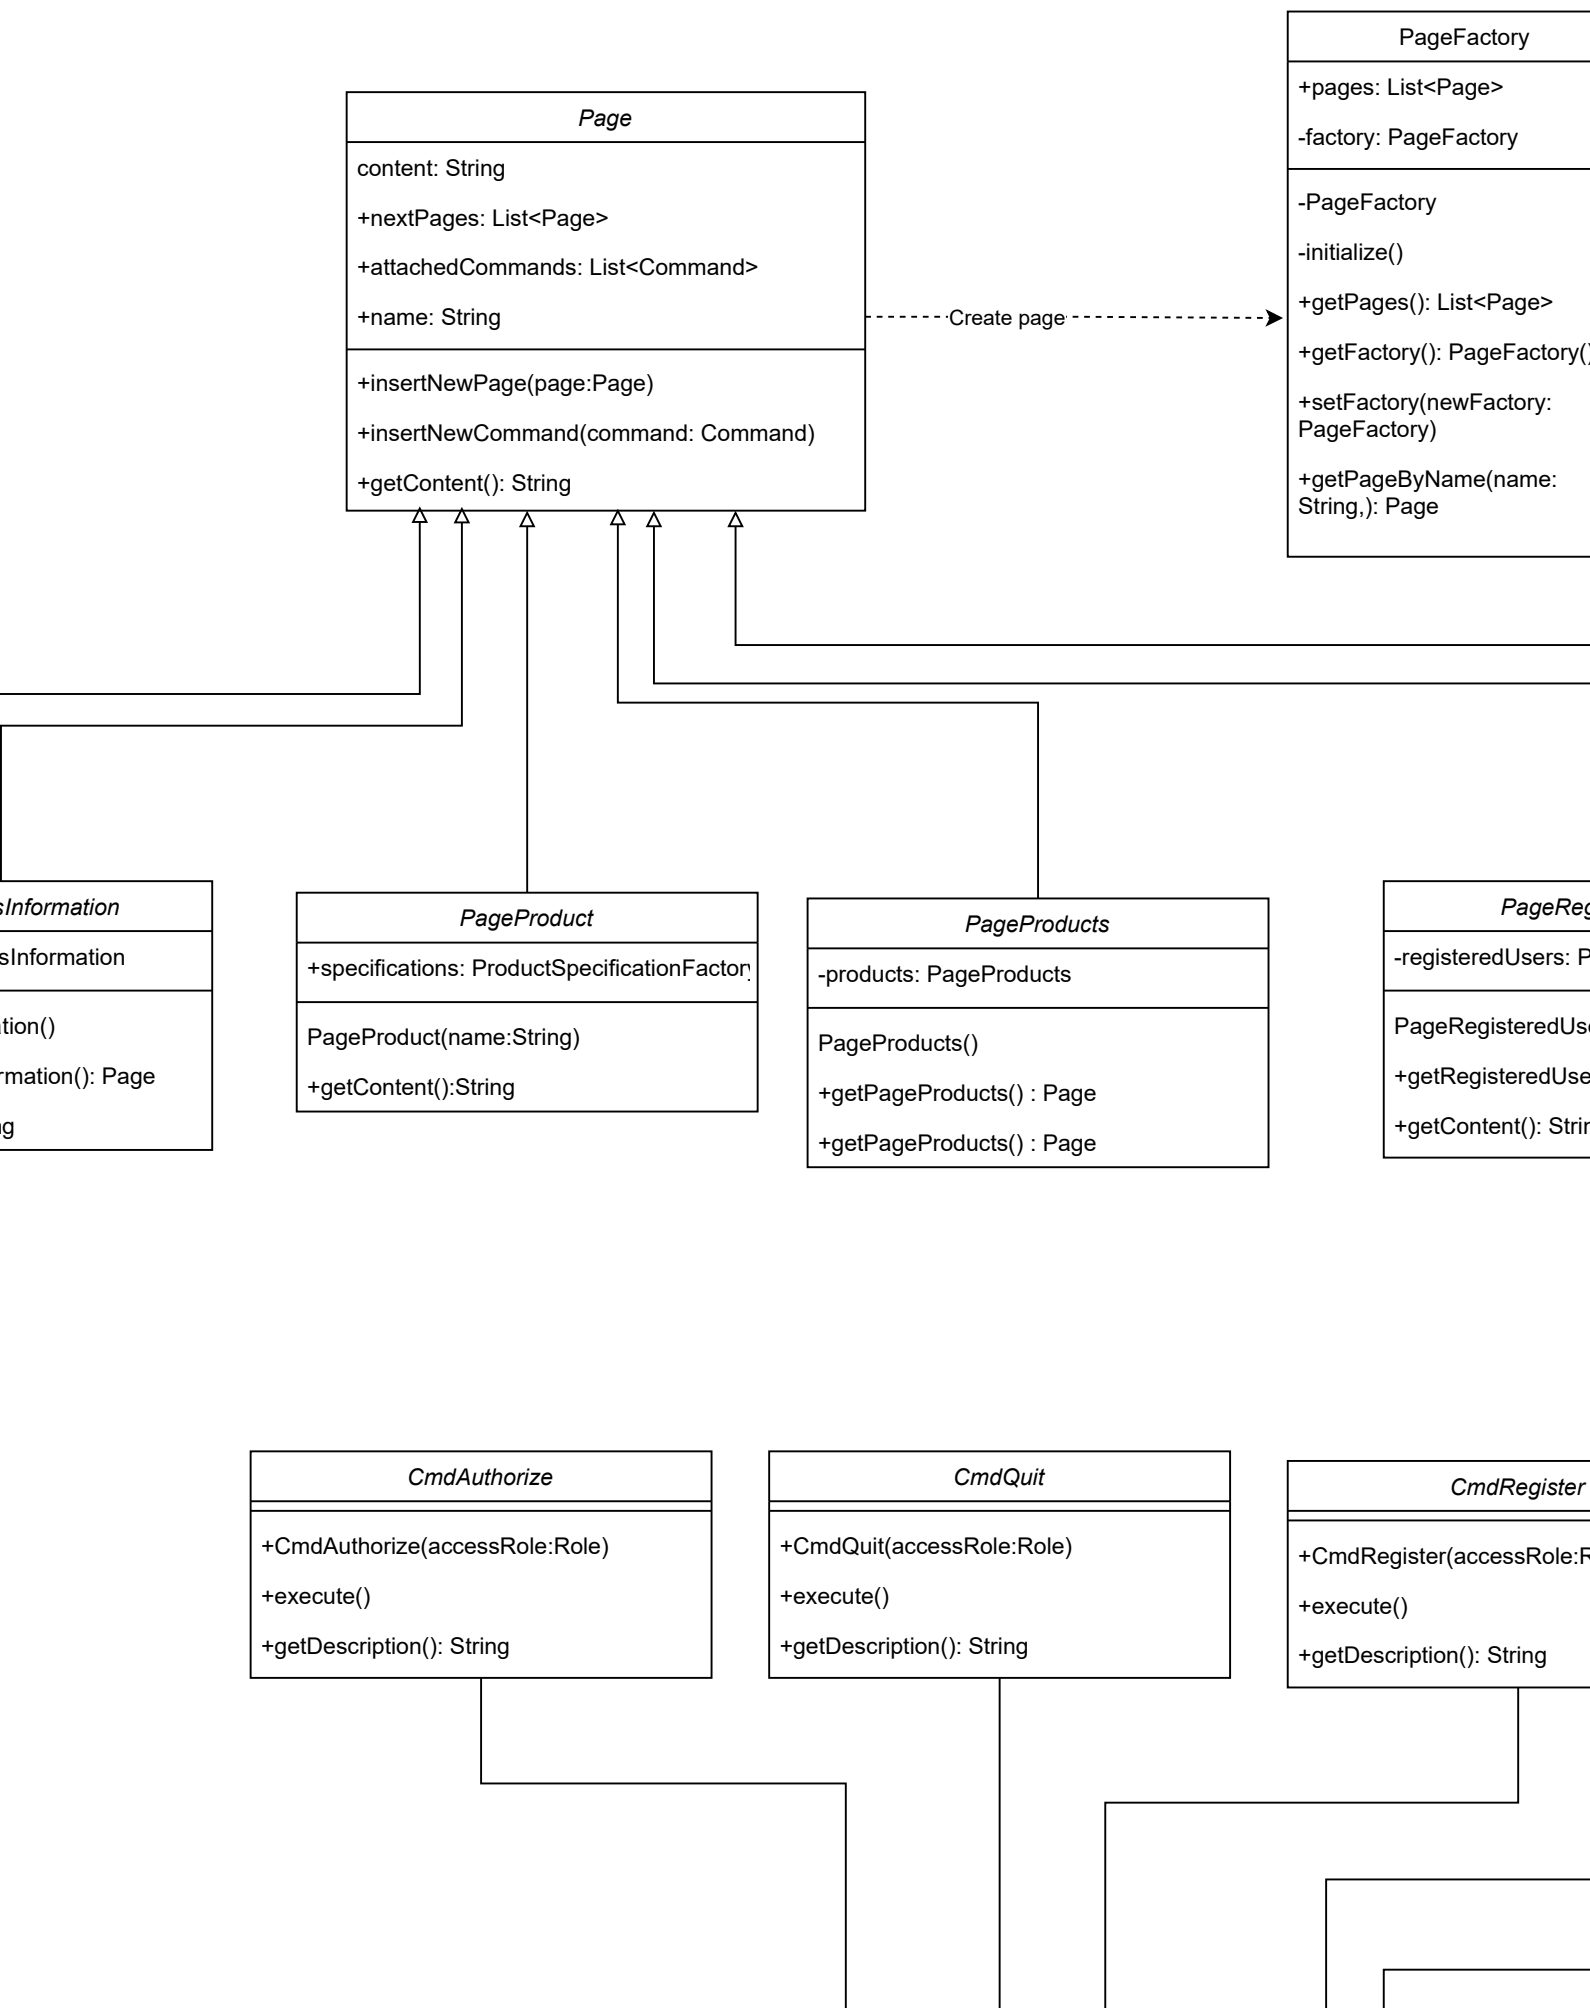 PageFactory
+pages: List<Page>
-factory: PageFactory
-PageFactory
-initialize()
+getPages(): List<Page>
+getFactory(): PageFactory()
+setFactory(newFactory:
PageFactory)
+getPageByName(name:
String,): Page
Page
content: String
+nextPages: List<Page>
+attachedCommands: List<Command>
+name: String
+insertNewPage(page:Page)
+insertNewCommand(command: Command)
+getContent(): String
Create page
sInformation
sInformation
tion()
rmation(): Page
g
PageProduct
+specifications: ProductSpecificationFactory
PageProduct(name:String)
+getContent():String
PageProducts
-products: PageProducts
PageProducts()
+getPageProducts() : Page
+getPageProducts() : Page
PageReg
-registeredUsers: P
PageRegisteredUse
+getRegisteredUse
+getContent(): Strin
CmdAuthorize
+CmdAuthorize(accessRole:Role)
+execute()
+getDescription(): String
CmdQuit
+CmdQuit(accessRole:Role)
+execute()
+getDescription(): String
CmdRegister
+CmdRegister(accessRole:R
+execute()
+getDescription(): String